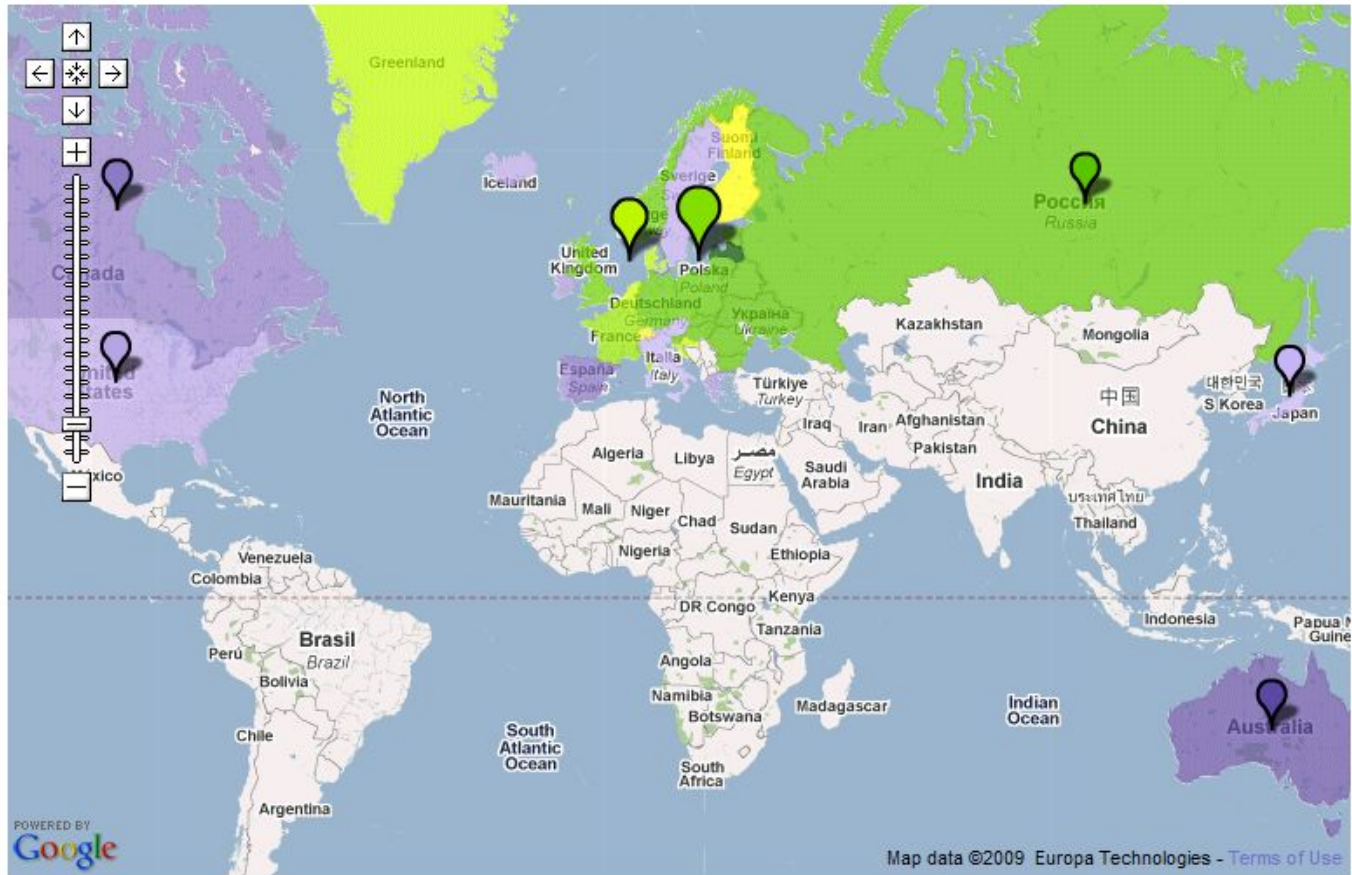 Greenland
Suomi
Finland
Iceland
Sverige
Россия
Russia
United
Kingdom
Polska
Poland
Canada
Deutschland
Germany
Україна
Ukraine
Kazakhstan
Mongolia
France
Italia
Italy
España
Spain
Türkiye
Turkey
中国
China
대한민국
S Korea
Japan
North
Atlantic
Ocean
Iraq
Iran
Afghanistan
Pakistan
Algeria
Libya
مصر
Egypt
Saudi
Arabia
India
Mauritania
Mali
Niger
Chad
Sudan
ประเทศไทย
Thailand
Nigeria
Ethiopia
Venezuela
Colombia
DR Congo
Kenya
Tanzania
Indonesia
Papua N
Guine
Brasil
Brazil
Perú
Bolivia
Angola
Namibia
Botswana
Madagascar
Indian
Ocean
Australia
Chile
South
Atlantic
Ocean
South
Africa
Argentina
POWERED BY
Google
Map data ©2009 Europa Technologies - Terms of Use